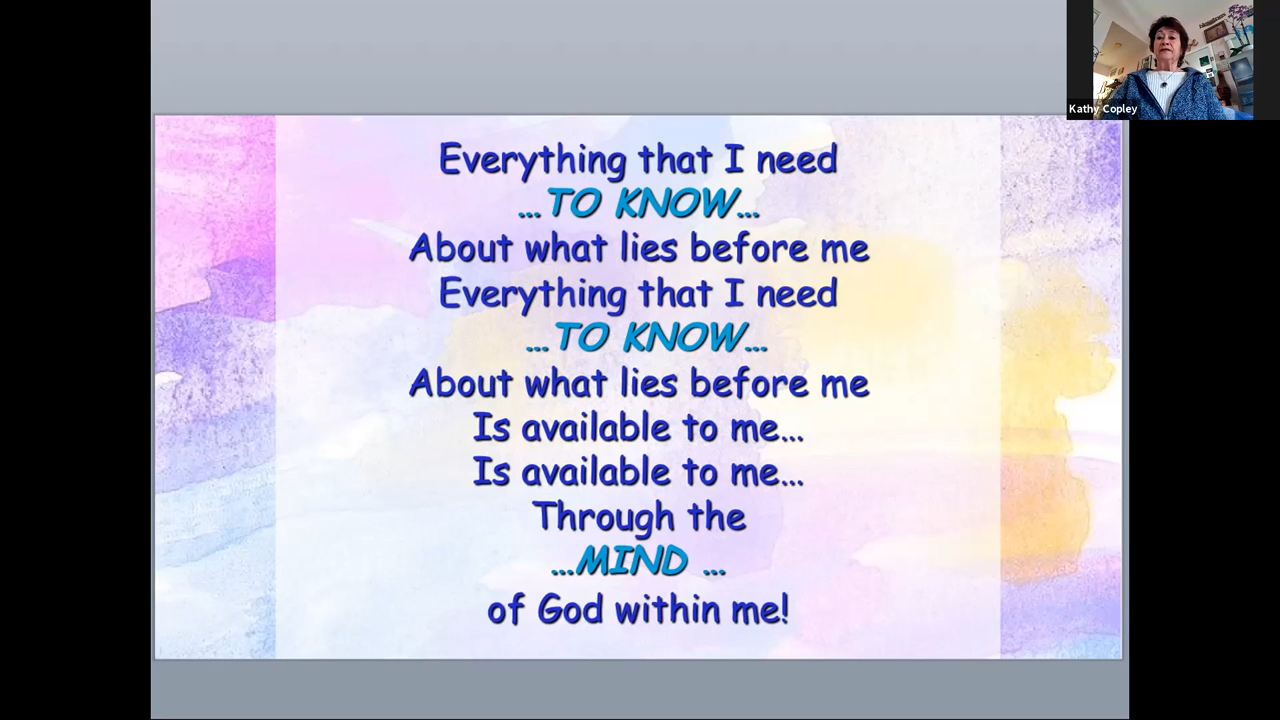 Kathy Copley
Everything that I need
...TO KNOW...
About what lies before me
Everything that I need
...TO KNOW...
About what lies before me
Is available to me...
Is available to me...
Through the
...MIND ...
of God within me!